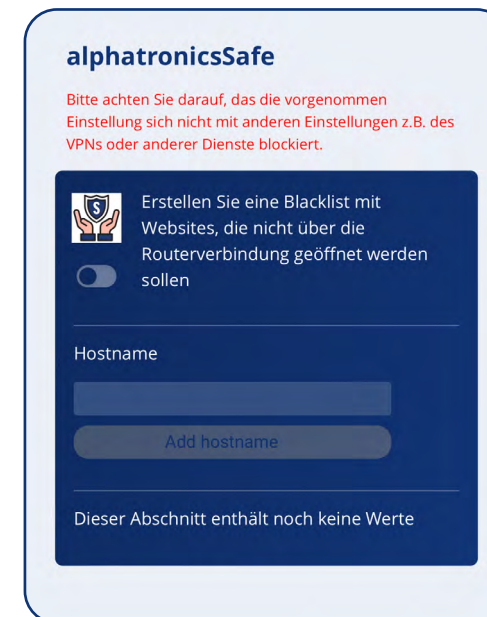 alphatronicsSafe
Bitte achten Sie darauf, das die vorgenommen
Einstellung sich nicht mit anderen Einstellungen z.B. des
VPNs oder anderer Dienste blockiert.
S
Erstellen Sie eine Blacklist mit
Websites, die nicht über die
Routerverbindung geöffnet werden
sollen
Hostname
Add hostname
Dieser Abschnitt enthält noch keine Werte